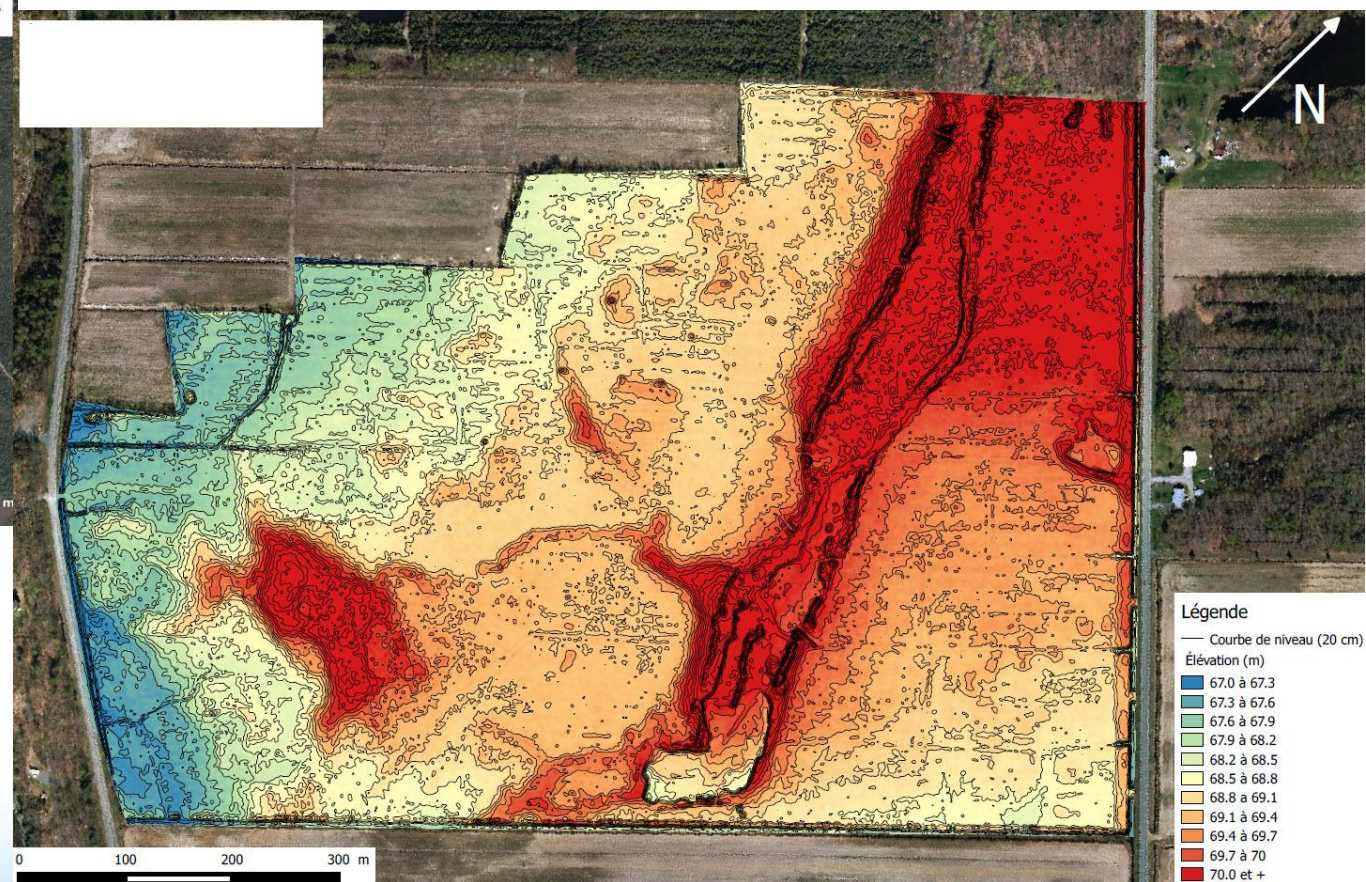 N
m
Légende
Courbe de niveau (20 cm)
Élévation (m)
67.0 à 67.3
67.3 à 67.6
67.6 à 67.9
67.9 à 68.2
68.2 à 68.5
68.5 à 68.8
68.8 a 69.1
69.1 à 69.4
69.4 à 69.7
69.7 à 70
70.0 et +
0 100 200 300 m